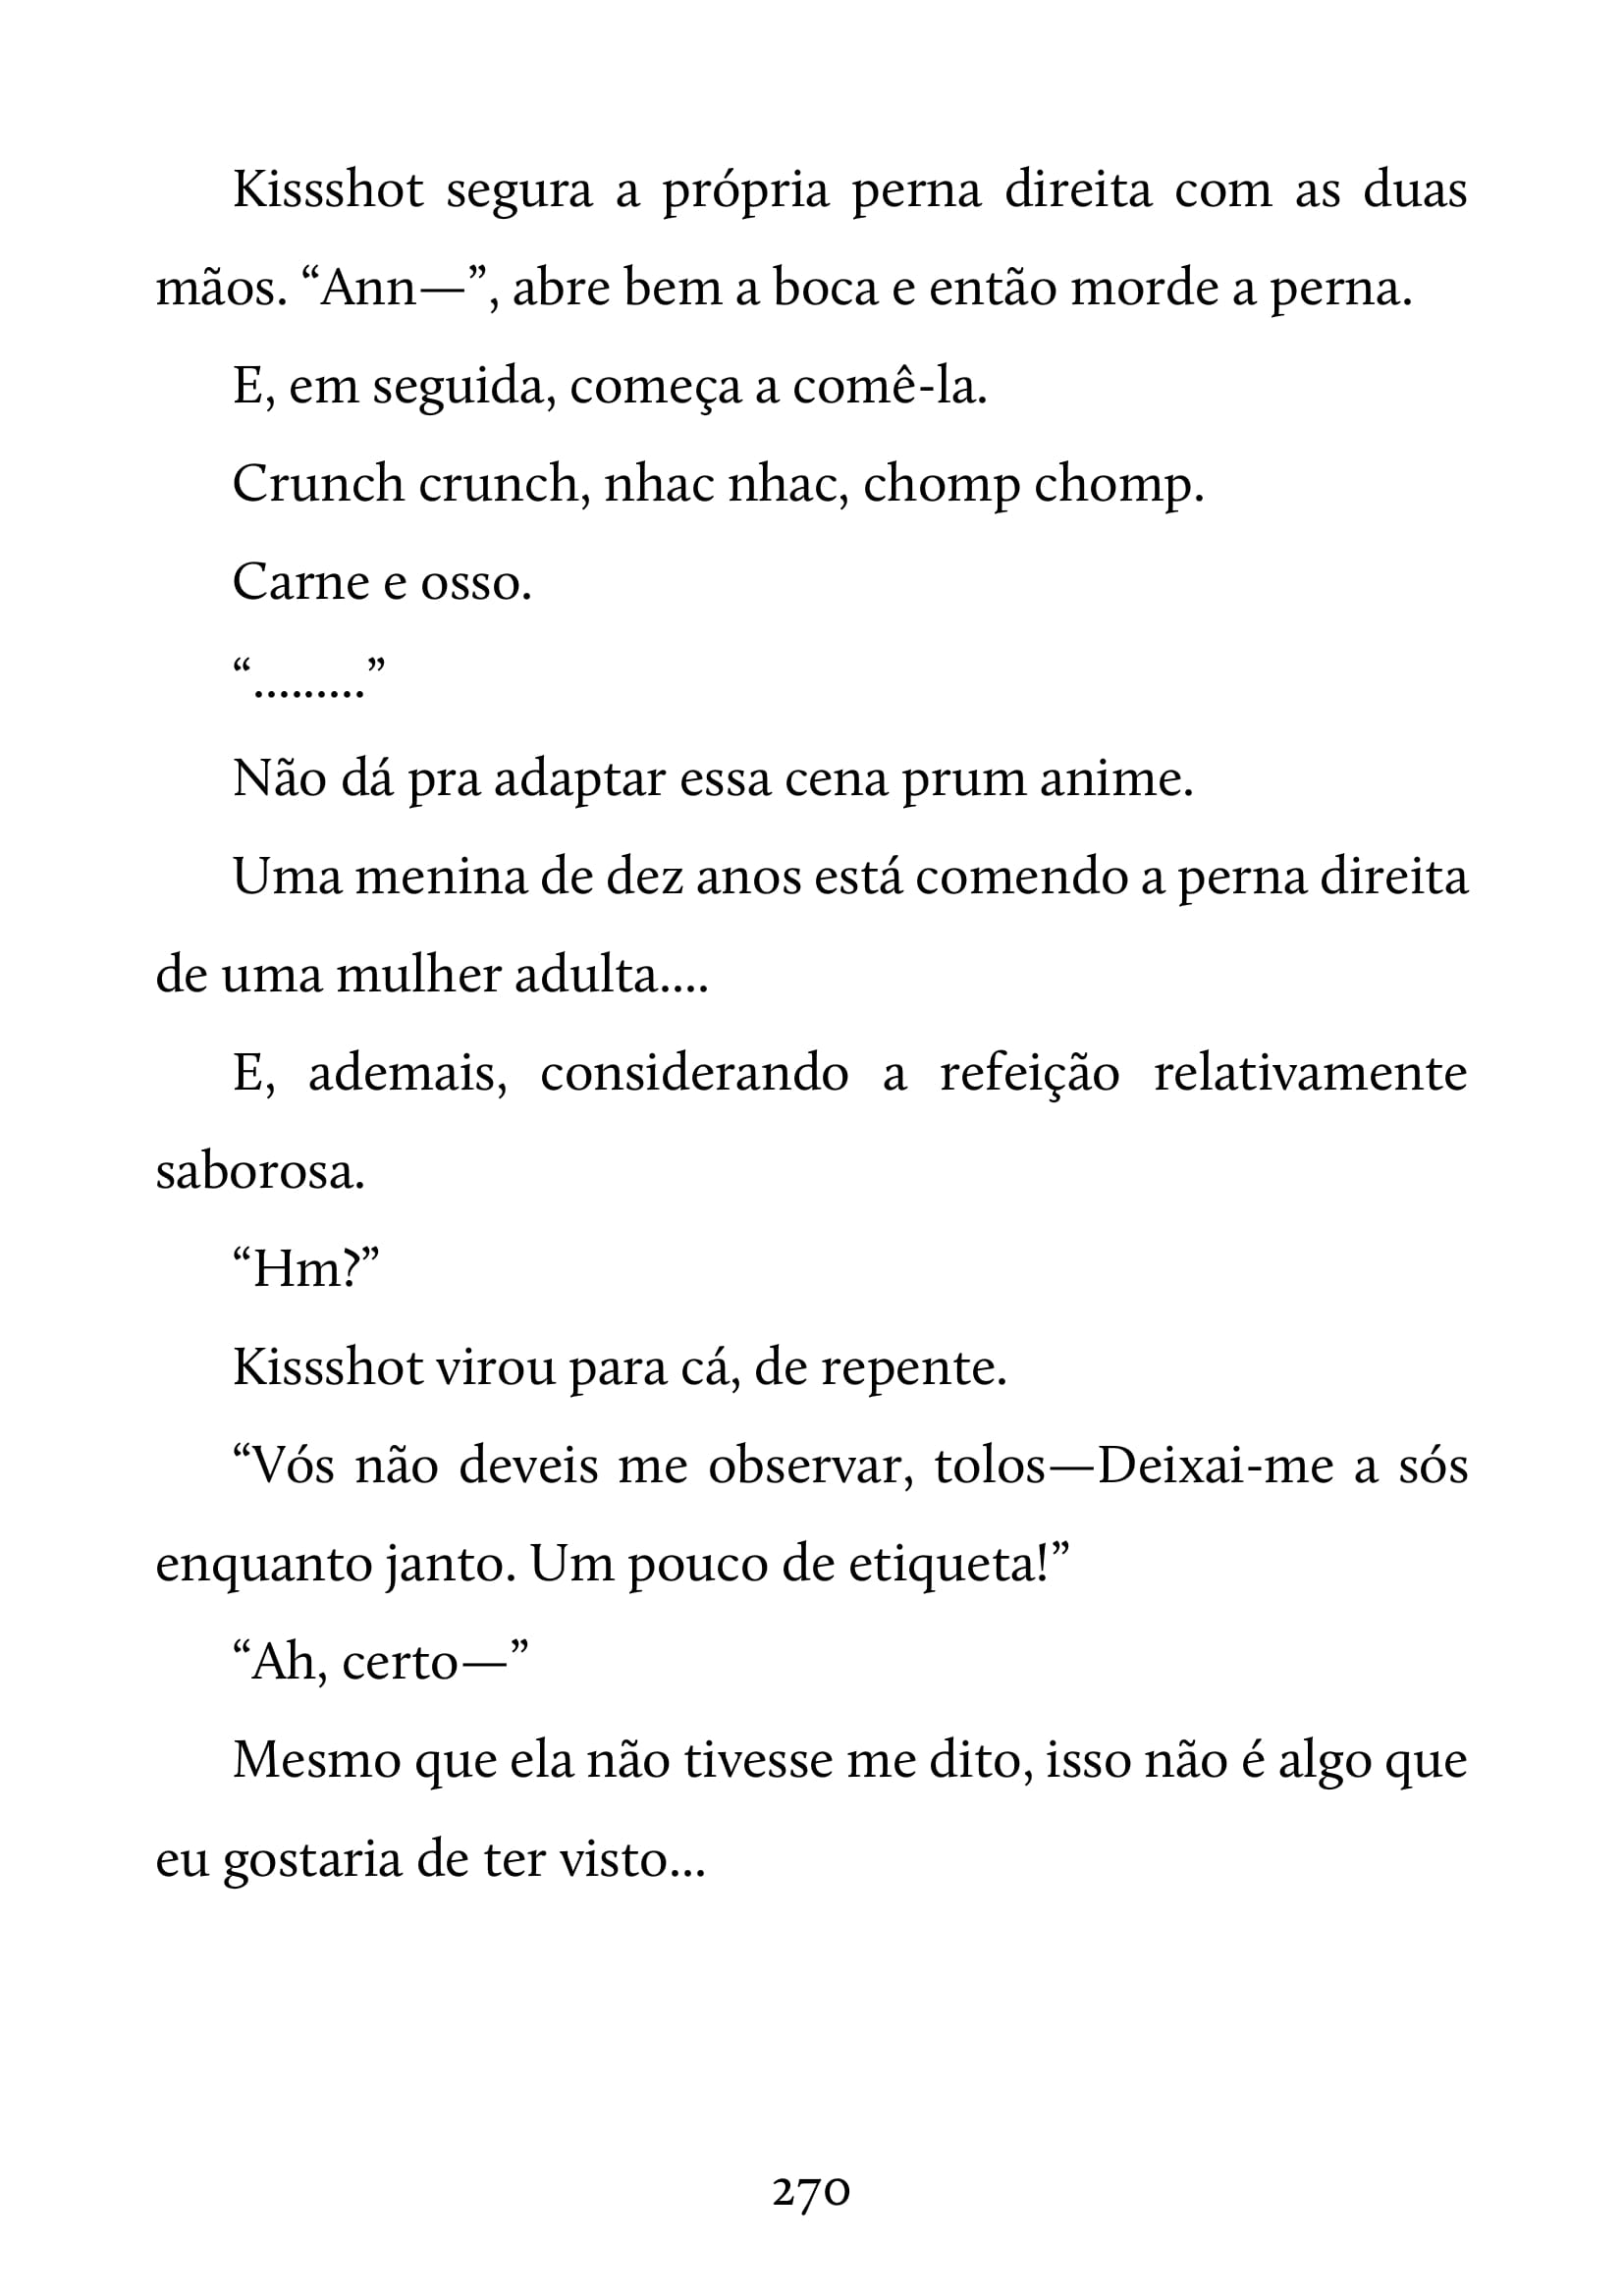 Kissshot segura a própria perna direita com as duas
mãos. “Ann—”, abre bem a boca e então morde a perna.
E, em seguida, começa a comê-la.
Crunch crunch, nhac nhac, chomp chomp.
Carne e osso.
“.........”
Não dá pra adaptar essa cena prum anime.
Uma menina de dez anos está comendo a perna direita
de uma mulher adulta....
E, ademais, considerando a refeição relativamente
saborosa.
“Hm?”
Kissshot virou para cá, de repente.
“Vós não deveis me observar, tolos—Deixai-me a sós
enquanto janto. Um pouco de etiqueta!”
“Ah, certo—”
Mesmo que ela não tivesse me dito, isso não é algo que
eu gostaria de ter visto...
270